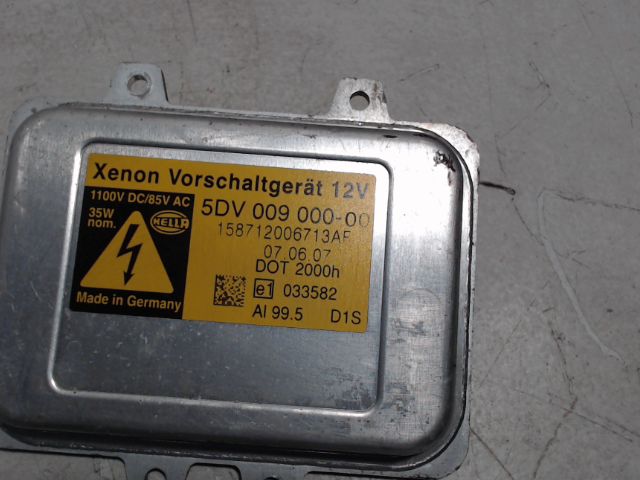 Xenon Vorschaltgerät 12V
1100V DC/85V AC
35W
nom.
HELLA
Made in Germany
5DV 009 000-00
158712006713AF
07.06.07
DOT 2000h
e1 033582
Al 99.5 D1S